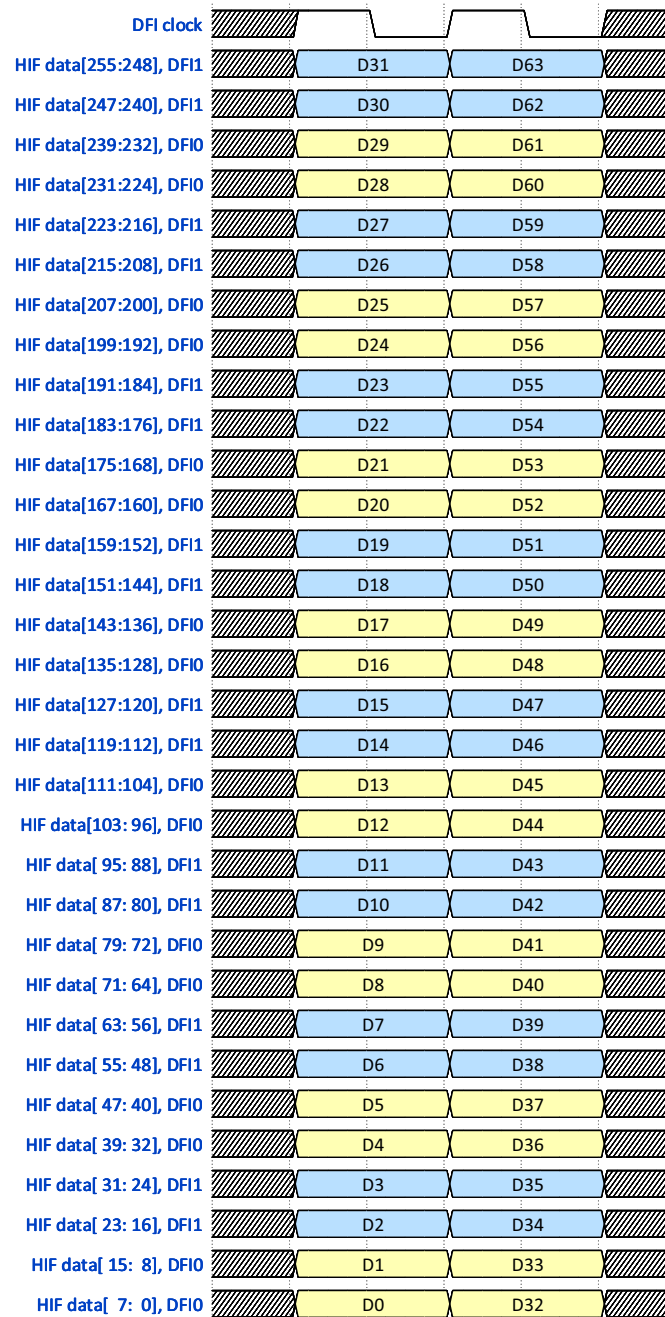 DFI clock
HIF data[255:248], DFI1 D31 D63
HIF data[247:240], DFI1 D30 D62
HIF data[239:232], DFI0 D29 D61
HIF data[231:224], DFI0 D28 D60
HIF data[223:216], DFI1 D27 D59
HIF data[215:208], DFI1 D26 D58
HIF data[207:200], DFI0 D25 D57
HIF data[199:192], DFI0 D24 D56
HIF data[191:184], DFI1 D23 D55
HIF data[183:176], DFI1 D22 D54
HIF data[175:168], DFI0 D21 D53
HIF data[167:160], DFI0 D20 D52
HIF data[159:152], DFI1 D19 D51
HIF data[151:144], DFI1 D18 D50
HIF data[143:136], DFI0 D17 D49
HIF data[135:128], DFI0 D16 D48
HIF data[127:120], DFI1 D15 D47
HIF data[119:112], DFI1 D14 D46
HIF data[111:104], DFI0 D13 D45
HIF data[103: 96], DFI0 D12 D44
HIF data[ 95: 88], DFI1 D11 D43
HIF data[ 87: 80], DFI1 D10 D42
HIF data[ 79: 72], DFI0 D9 D41
HIF data[ 71: 64], DFI0 D8 D40
HIF data[ 63: 56], DFI1 D7 D39
HIF data[ 55: 48], DFI1 D6 D38
HIF data[ 47: 40], DFI0 D5 D37
HIF data[ 39: 32], DFI0 D4 D36
HIF data[ 31: 24], DFI1 D3 D35
HIF data[ 23: 16], DFI1 D2 D34
HIF data[ 15:  8], DFI0 D1 D33
HIF data[  7:  0], DFI0 D0 D32